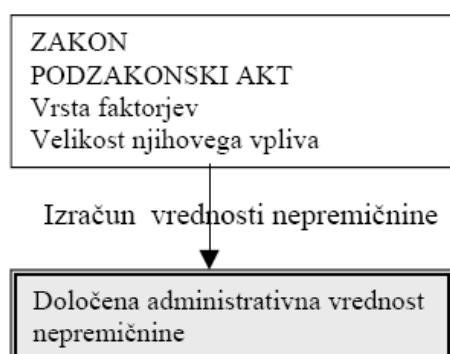 ZAKON
PODZAKONSKI AKT
Vrsta faktorjev
Velikost njihovega vpliva
Izračun vrednosti nepremičnine
Določena administrativna vrednost
nepremičnine